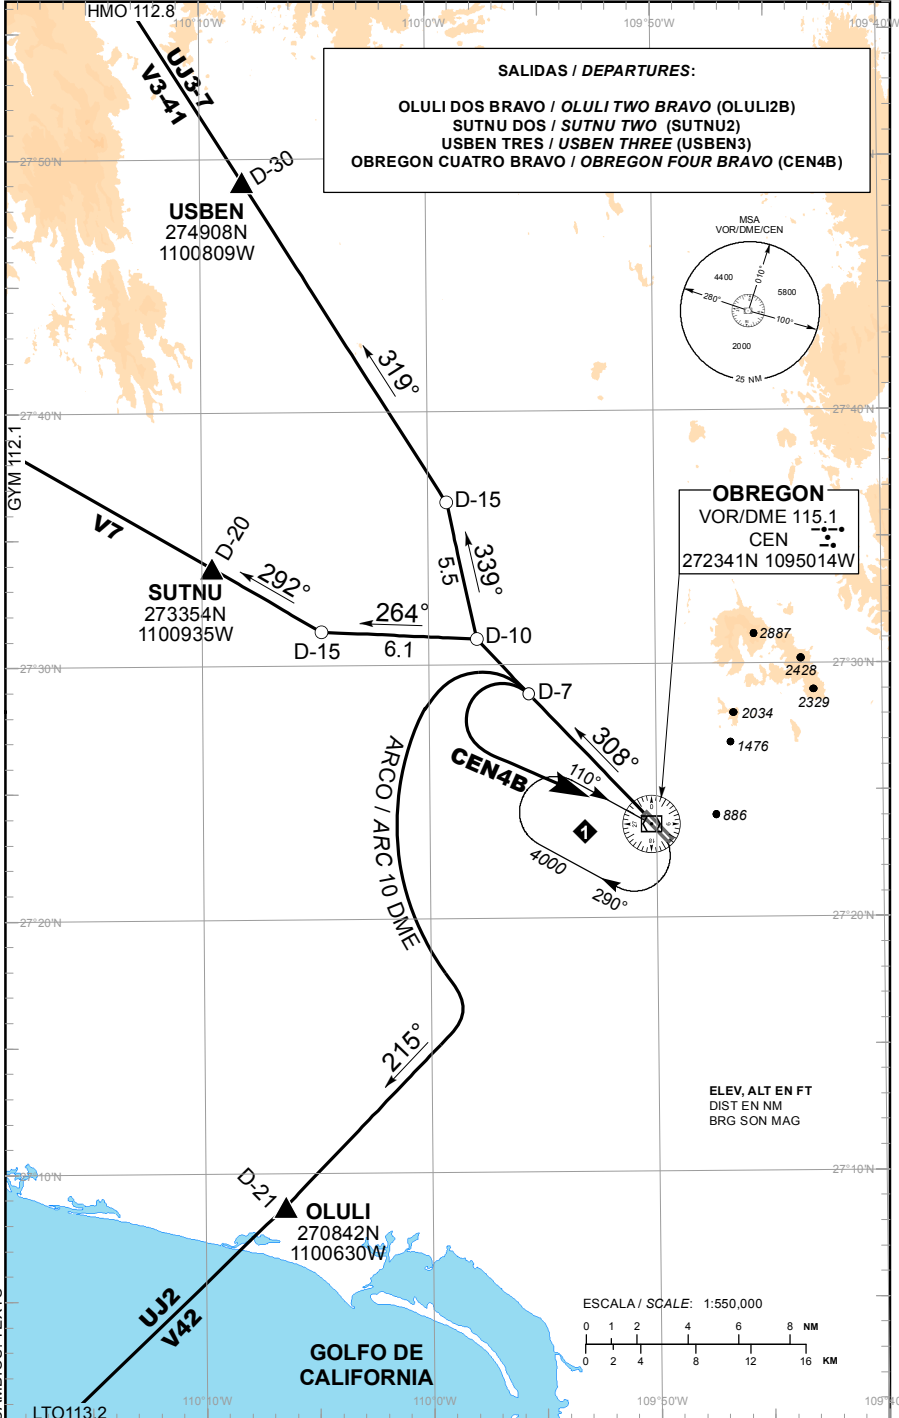 HMO 112.8
110°10'W
110°00'W
109°50'W
109°40'W
UJ3-7
V3-41
SALIDAS / DEPARTURES:
OLULI DOS BRAVO / OLULI TWO BRAVO (OLULI2B)
SUTNU DOS / SUTNU TWO (SUTNU2)
USBEN TRES / USBEN THREE (USBEN3)
OBREGON CUATRO BRAVO / OBREGON FOUR BRAVO (CEN4B)
27°50'N
D-30
USBEN
274908N
1100809W
MSA
VOR/DME/CEN
4400
010°
5800
280°
100°
2000
25 NM
319°
27°40'N
27°40'N
GYM 112.1
V7
D-15
OBREGON
VOR/DME 115.1
CEN
272341N 1095014W
D-20
SUTNU
273354N
1100935W
292°
5.5
339°
264°
6.1
D-15
D-10
27°30'N
27°30'N
2887
2428
2329
2034
1476
886
D-7
308°
CEN4B
110°
1
4000
290°
ARCO / ARC 10 DME
27°20'N
27°20'N
215°
ELEV, ALT EN FT
DIST EN NM
BRG SON MAG
27°10'N
27°10'N
D-21
OLULI
270842N
1100630W
UJ2
V42
GOLFO DE
CALIFORNIA
ESCALA / SCALE: 1:550,000
0 1 2 4 6 8 NM
0 2 4 8 12 16 KM
110°10'W
110°00'W
109°50'W
LTO113.2